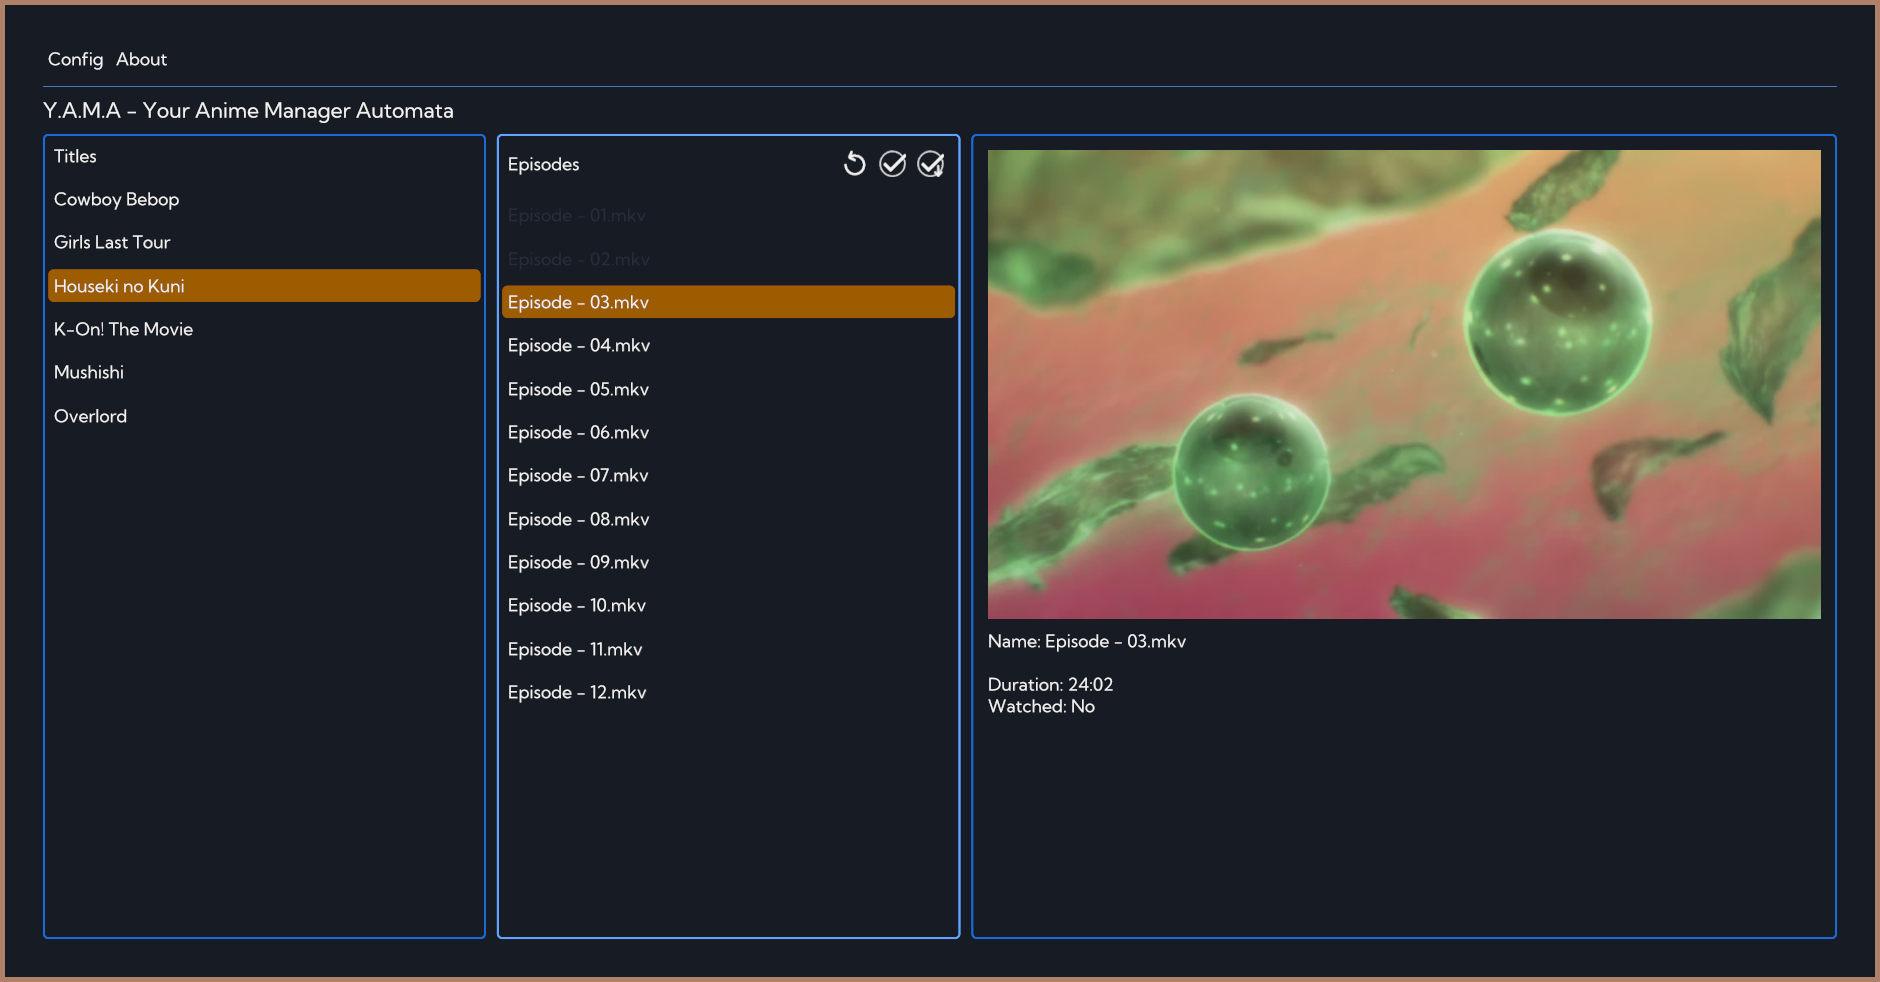 Config About
Y.A.M.A - Your Anime Manager Automata
Titles
Cowboy Bebop
Girls Last Tour
Houseki no Kuni
K-On! The Movie
Mushishi
Overlord
Episodes
Episode - 01.mkv
Episode - 02.mkv
Episode - 03.mkv
Episode - 04.mkv
Episode - 05.mkv
Episode - 06.mkv
Episode - 07.mkv
Episode - 08.mkv
Episode - 09.mkv
Episode - 10.mkv
Episode - 11.mkv
Episode - 12.mkv
Name: Episode - 03.mkv
Duration: 24:02
Watched: No